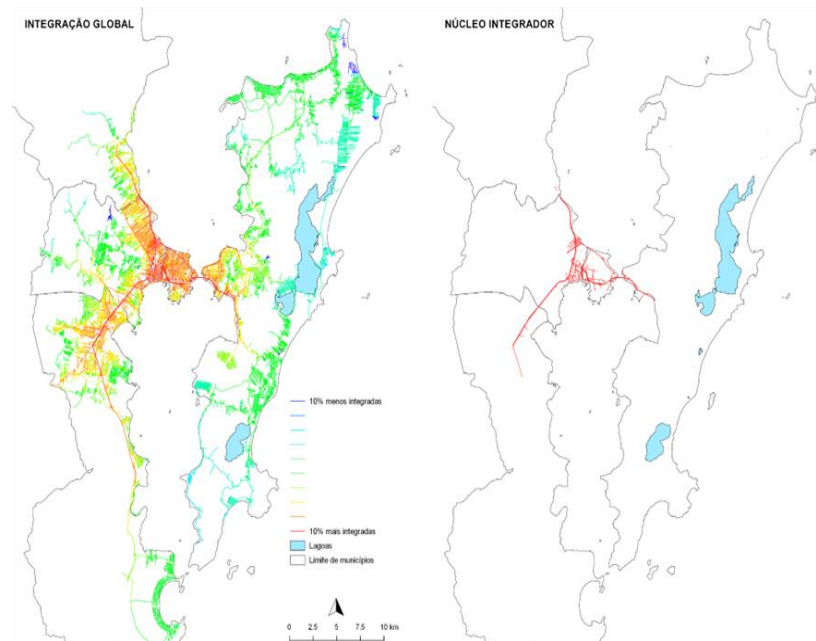 INTEGRAÇÃO GLOBAL
NÚCLEO INTEGRADOR
10% menos integradas
10% mais integradas
Lagoas
Limite de municípios
0 2.5 5 7.5 10 km